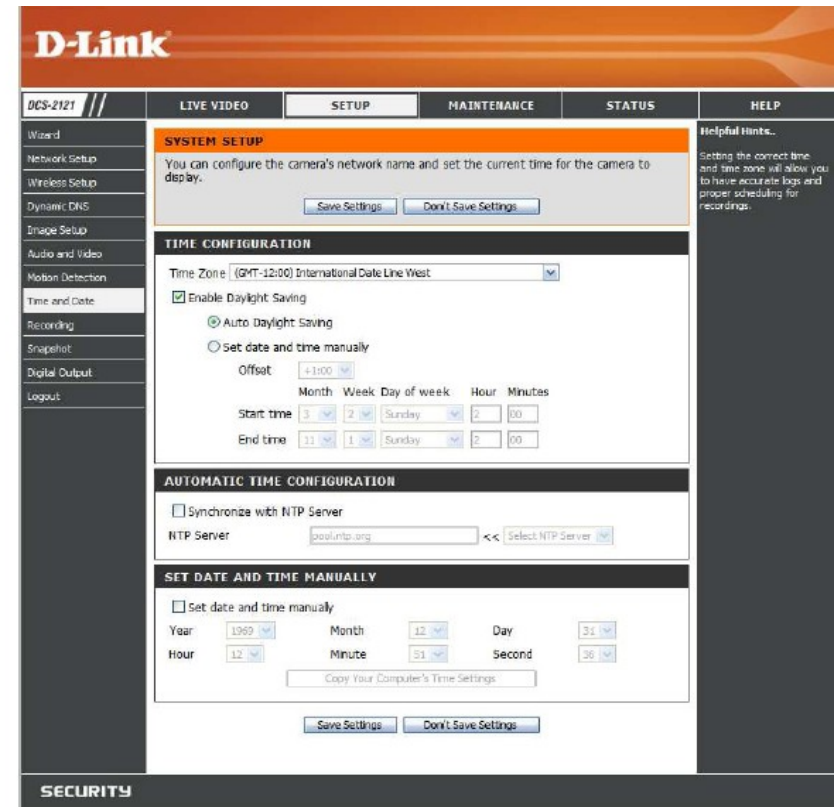 D-Link
DCS-2121
LIVE VIDEO
SETUP
MAINTENANCE
STATUS
HELP
Wizard
Network Setup
Wireless Setup
Dynamic DNS
Image Setup
Audio and Video
Motion Detection
Time and Date
Recording
Snapshot
Digital Output
Logout
SYSTEM SETUP
You can configure the camera's network name and set the current time for the camera to
display.
Save Settings Don't Save Settings
TIME CONFIGURATION
Time Zone (GMT-12:00) International Date Line West
Enable Daylight Saving
Auto Daylight Saving
Set date and time manually
Offset +1:00
Month Week Day of week Hour Minutes
Start time 3 2 Sunday 2 00
End time 11 1 Sunday 2 00
AUTOMATIC TIME CONFIGURATION
Synchronize with NTP Server
NTP Server pool.ntp.org << Select NTP Server
SET DATE AND TIME MANUALLY
Set date and time manually
Year 1969 Month 12 Day 31
Hour 12 Minute 51 Second 36
Copy Your Computer's Time Settings
Save Settings Don't Save Settings
Helpful Hints..
Setting the correct time
and time zone will allow you
to have accurate logs and
proper scheduling for
recordings.
SECURITY